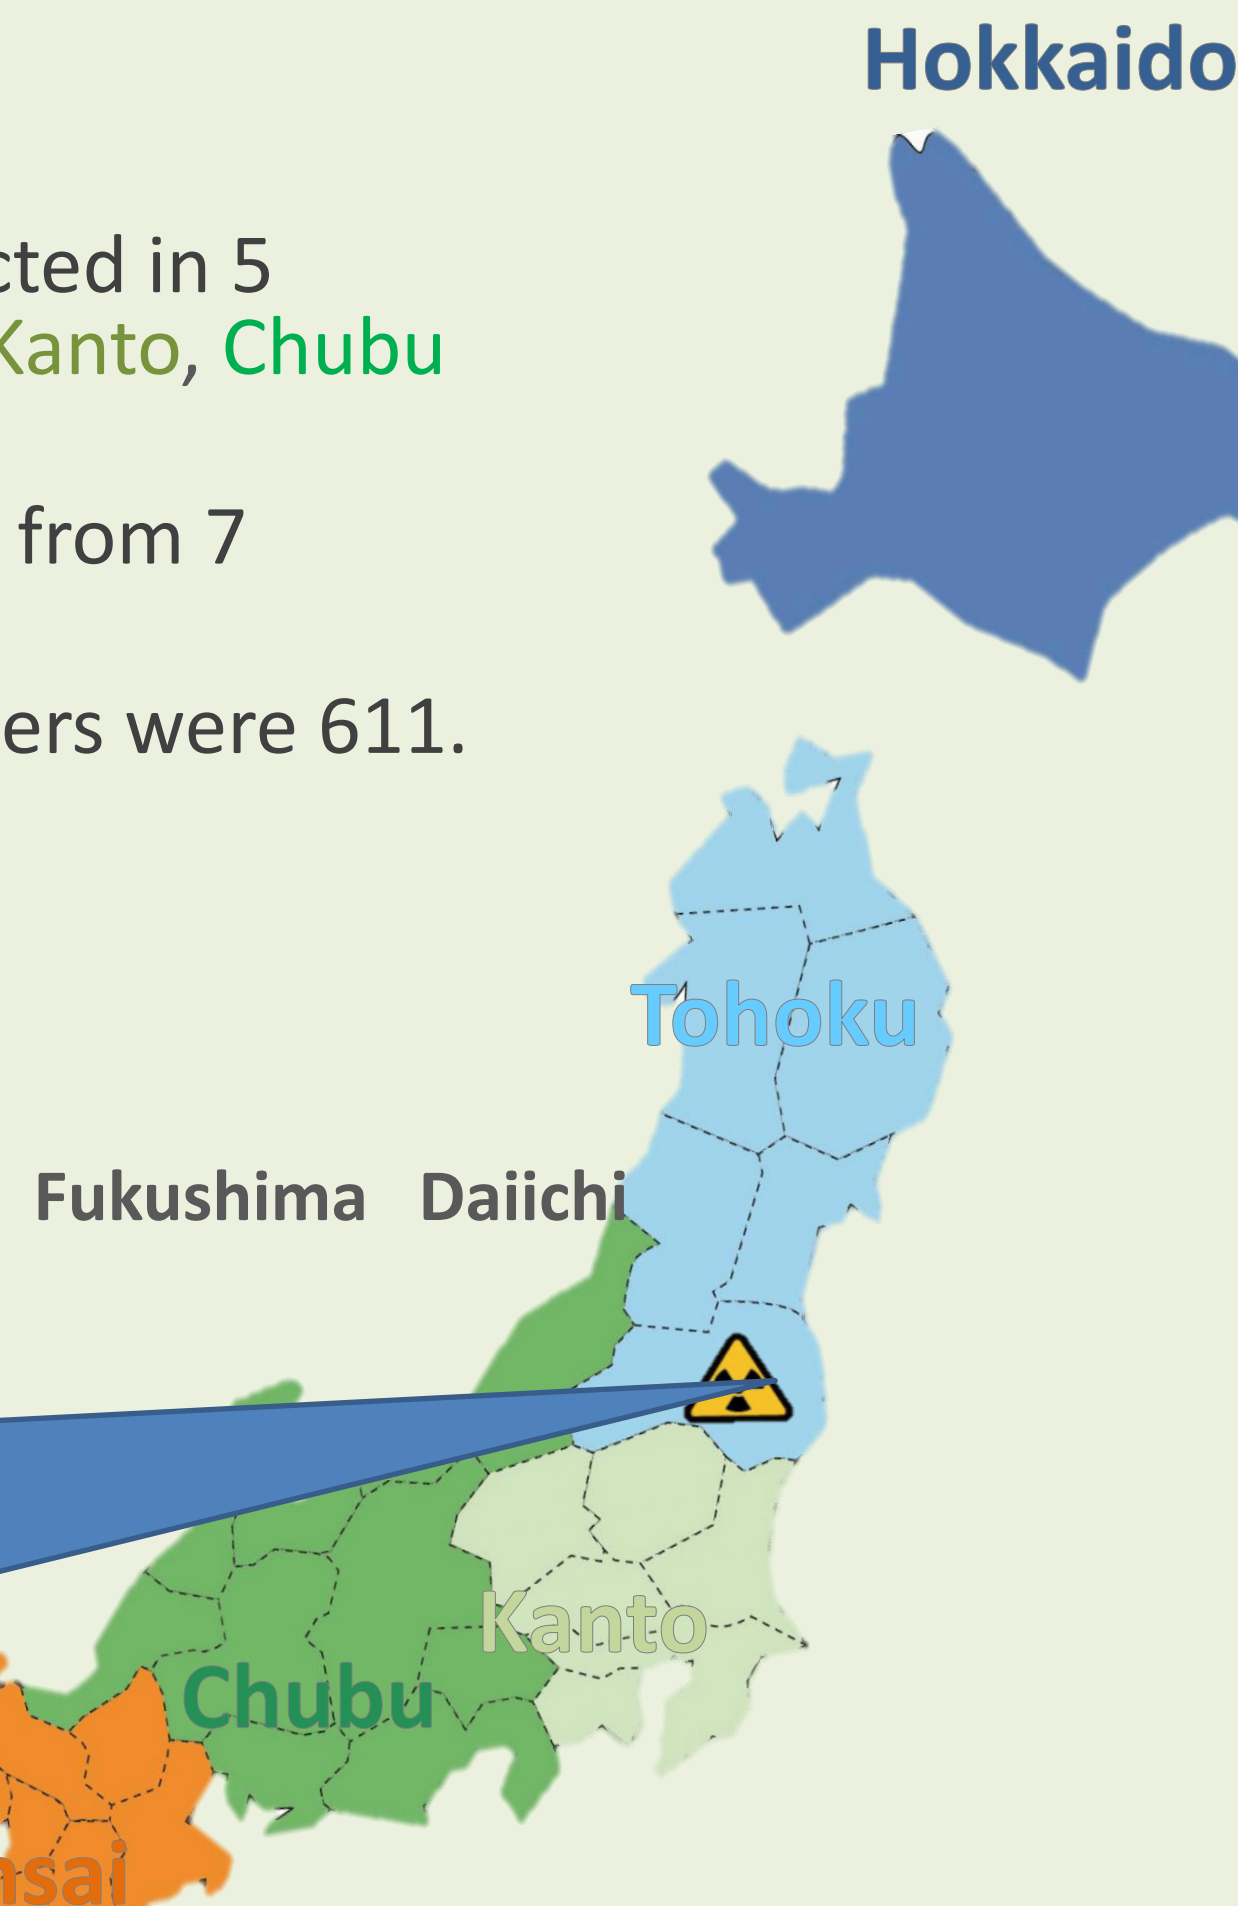 Hokkaido
cted in 5
Kanto, Chubu
from 7
ers were 611.
Tohoku
Fukushima Daiichi
Kanto
Chubu
nsai